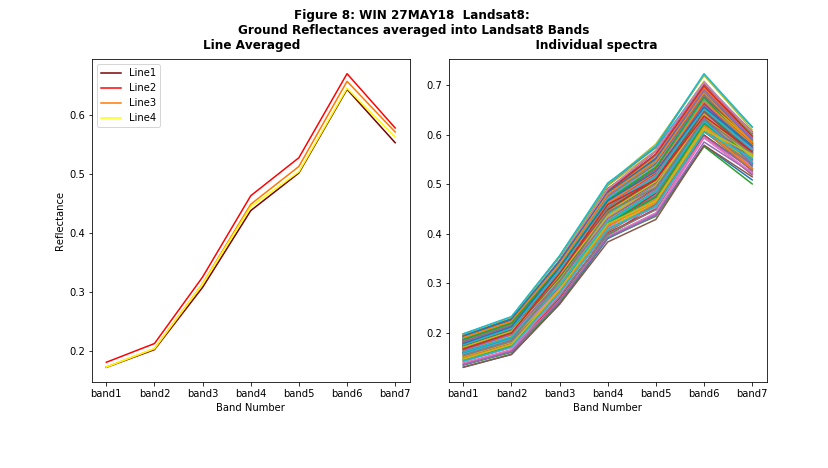 Figure 8: WIN 27MAY18  Landsat8:
Ground Reflectances averaged into Landsat8 Bands
Line Averaged
Individual spectra
Line1
Line2
Line3
Line4
Reflectance
0.6
0.5
0.4
0.3
0.2
band1 band2 band3 band4 band5 band6 band7
Band Number
0.7
0.6
0.5
0.4
0.3
0.2
band1 band2 band3 band4 band5 band6 band7
Band Number